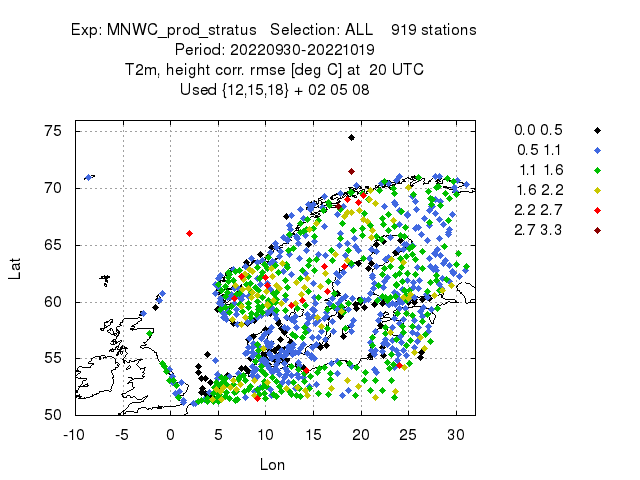 Exp: MNWC_prod_stratus   Selection: ALL    919 stations
Period: 20220930-20221019
T2m, height corr. rmse [deg C] at  20 UTC
Used {12,15,18} + 02 05 08
0.0 0.5
0.5 1.1
1.1 1.6
1.6 2.2
2.2 2.7
2.7 3.3
75
70
65
60
55
50
Lat
-10 -5 0 5 10 15 20 25 30
Lon